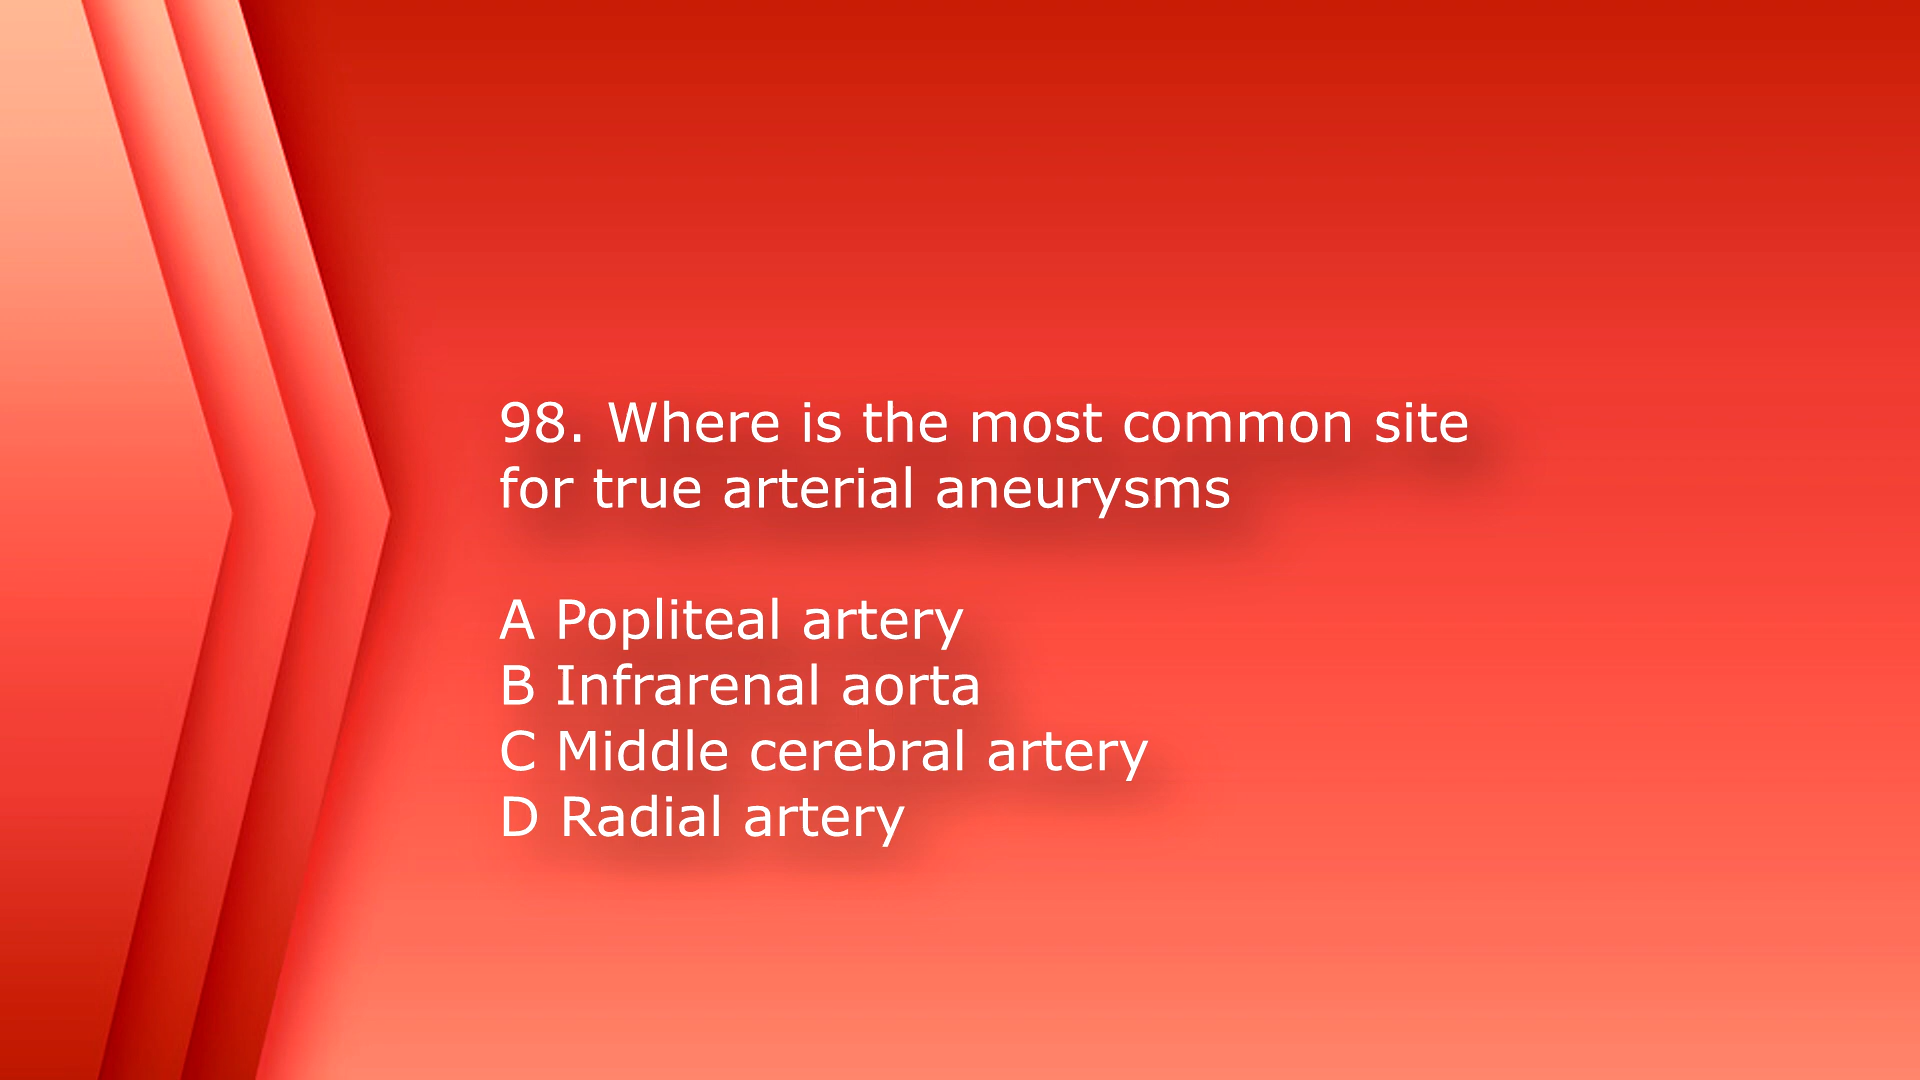 98. Where is the most common site
for true arterial aneurysms
A Popliteal artery
B Infrarenal aorta
C Middle cerebral artery
D Radial artery